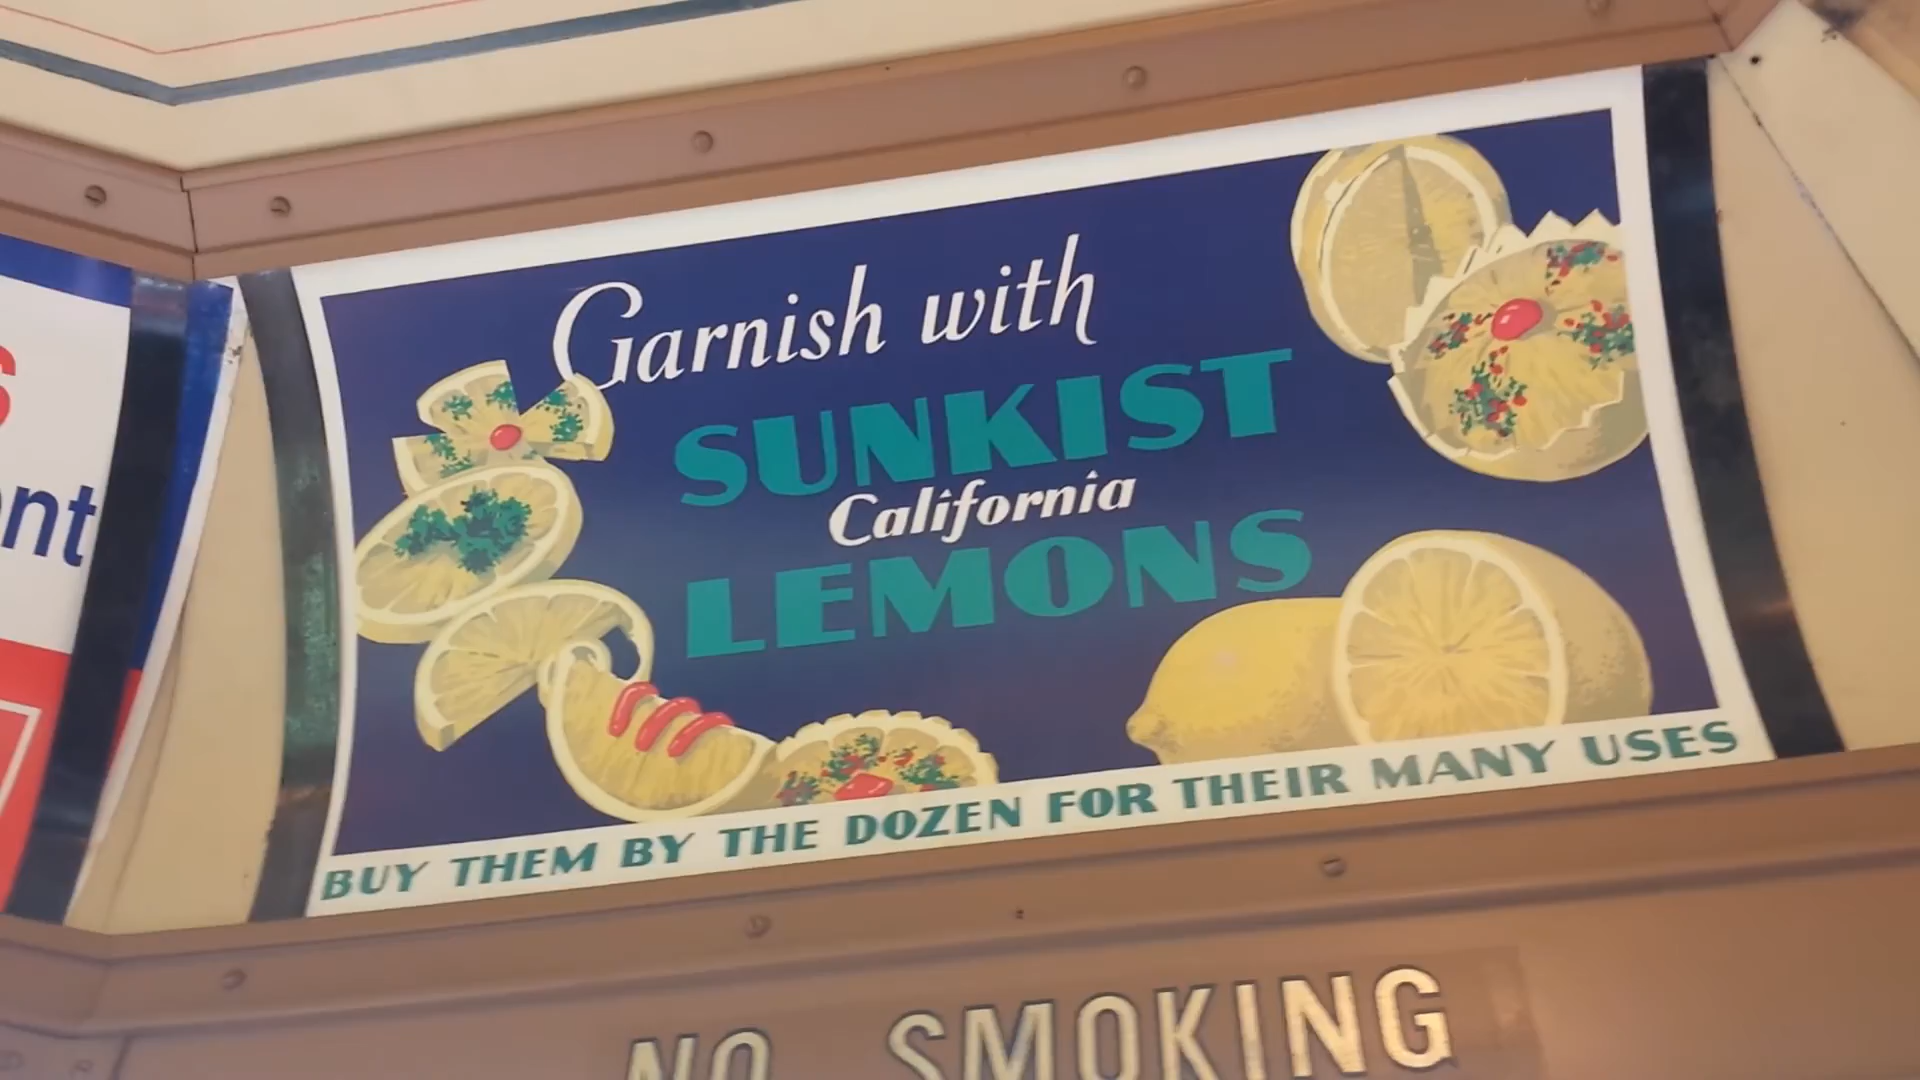 Garnish with
SUNKIST
California
LEMONS
BUY THEM BY THE DOZEN FOR THEIR MANY USES
NO SMOKING